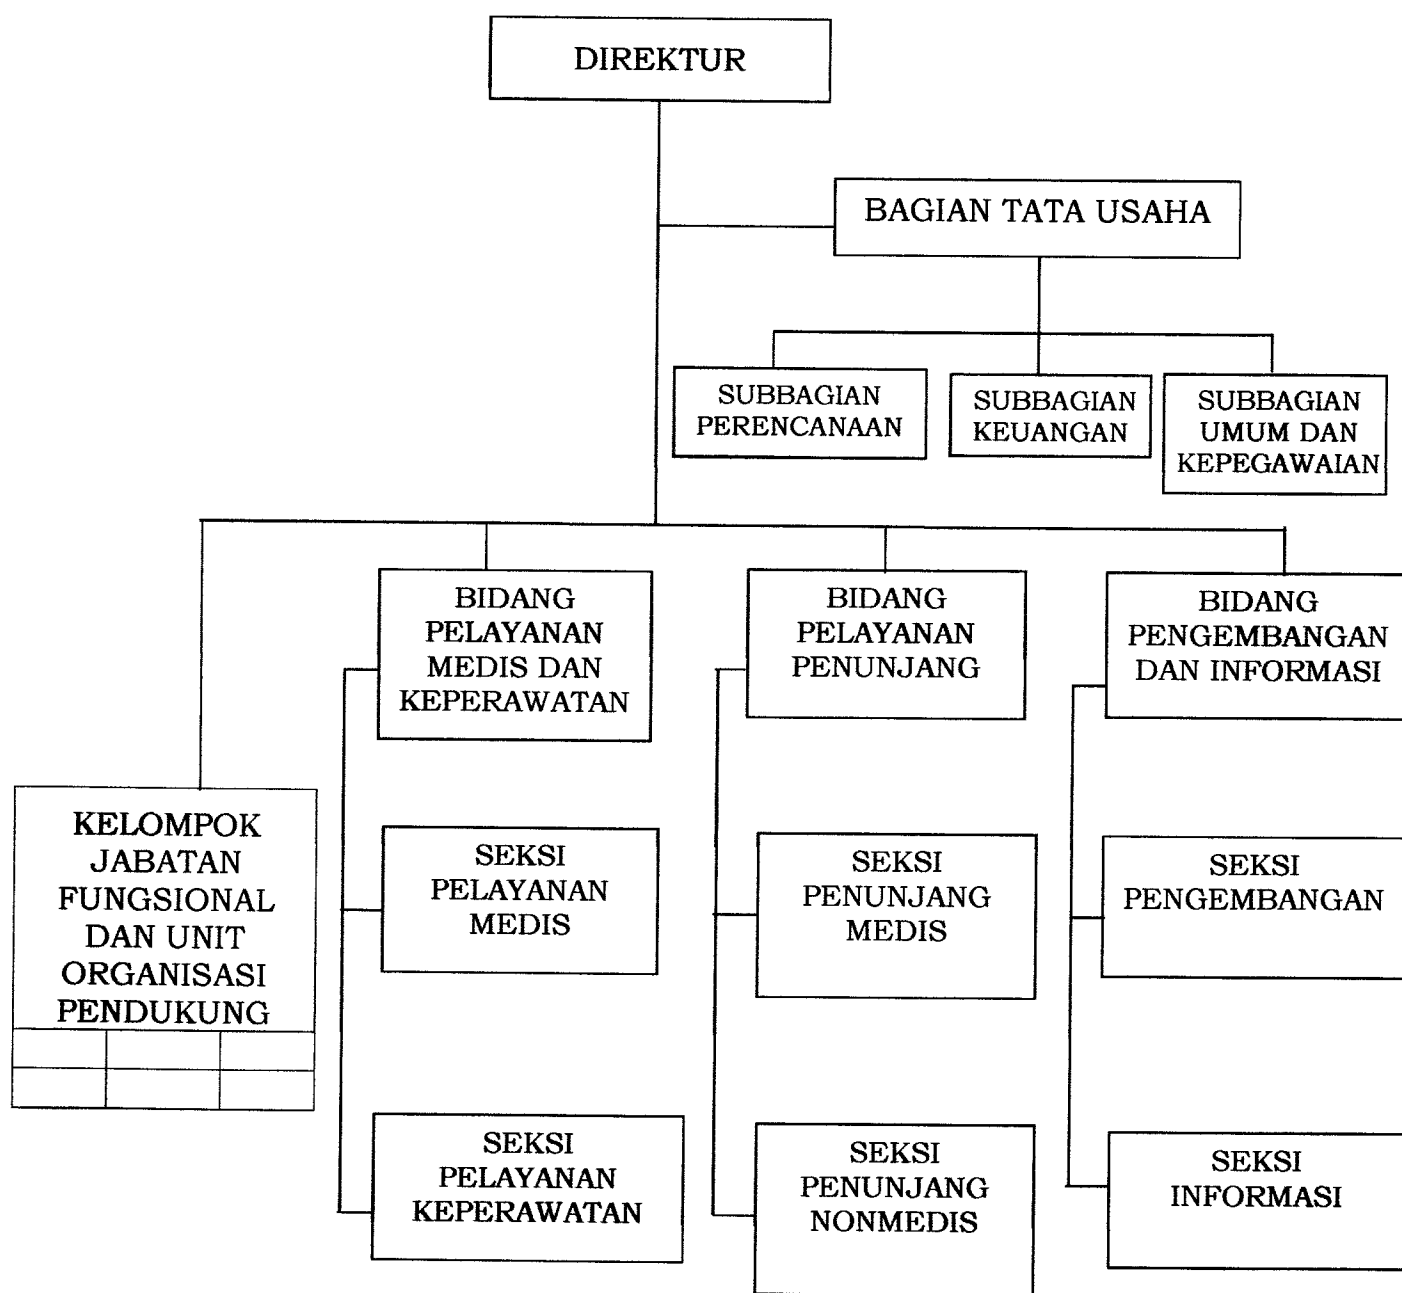 DIREKTUR
BAGIAN TATA USAHA
SUBBAGIAN
PERENCANAAN
SUBBAGIAN
KEUANGAN
SUBBAGIAN
UMUM DAN
KEPEGAWAIAN
BIDANG
PELAYANAN
MEDIS DAN
KEPERAWATAN
BIDANG
PELAYANAN
PENUNJANG
BIDANG
PENGEMBANGAN
DAN INFORMASI
KELOMPOK
JABATAN
FUNGSIONAL
DAN UNIT
ORGANISASI
PENDUKUNG
SEKSI
PELAYANAN
MEDIS
SEKSI
PENUNJANG
MEDIS
SEKSI
PENGEMBANGAN
SEKSI
PELAYANAN
KEPERAWATAN
SEKSI
PENUNJANG
NONMEDIS
SEKSI
INFORMASI